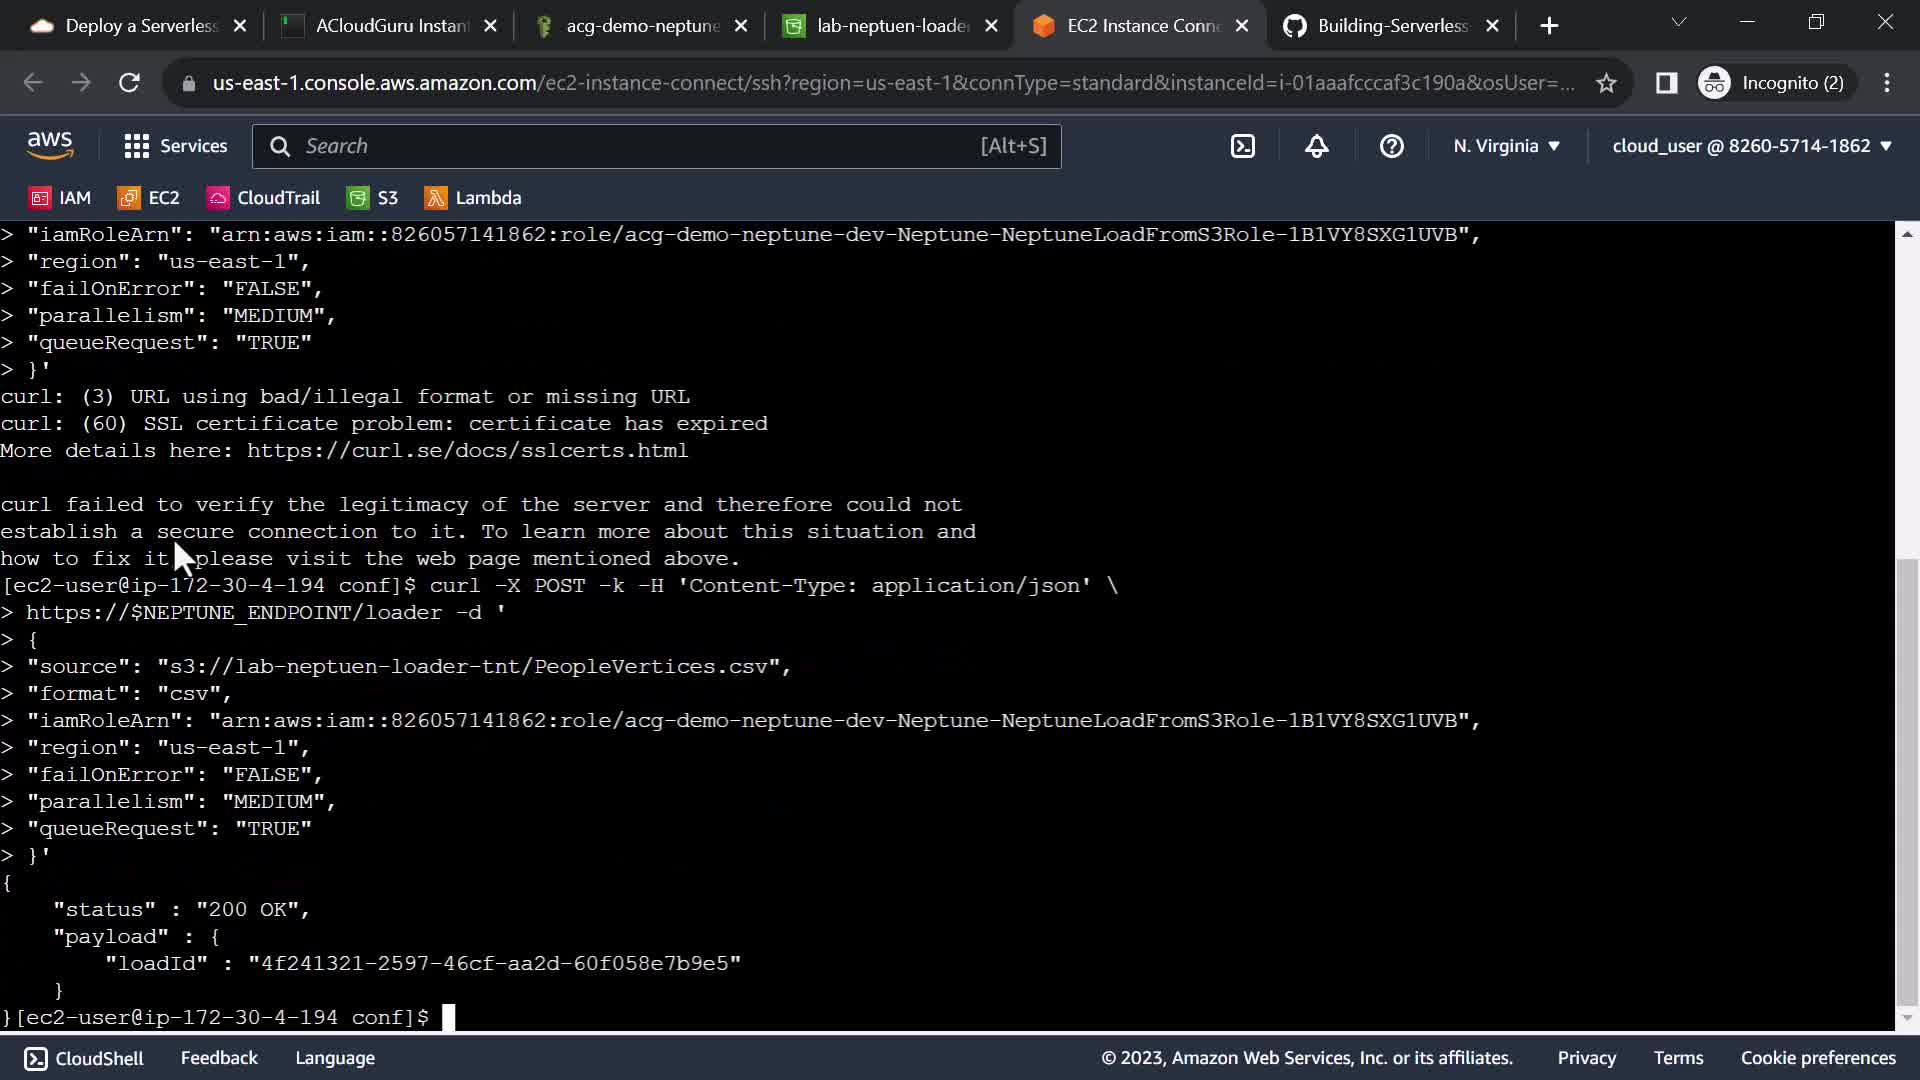 Deploy a Serverless
ACloudGuru Instan
acg-demo-neptune
lab-neptuen-loade
EC2 Instance Conne
Building-Serverless
us-east-1.console.aws.amazon.com/ec2-instance-connect/ssh?region=us-east-1&connType=standard&instanceId=i-01aaafcccaf3c190a&osUser=...
Incognito (2)
aws
Services
Search
[Alt+S]
N. Virginia
cloud_user @ 8260-5714-1862
IAM
EC2
CloudTrail
S3
Lambda
> "iamRoleArn": "arn:aws:iam::826057141862:role/acg-demo-neptune-dev-Neptune-NeptuneLoadFromS3Role-1B1VY8SXG1UVB",
> "region": "us-east-1",
> "failOnError": "FALSE",
> "parallelism": "MEDIUM",
> "queueRequest": "TRUE"
> }'
curl: (3) URL using bad/illegal format or missing URL
curl: (60) SSL certificate problem: certificate has expired
More details here: https://curl.se/docs/sslcerts.html
curl failed to verify the legitimacy of the server and therefore could not
establish a secure connection to it. To learn more about this situation and
how to fix it, please visit the web page mentioned above.
[ec2-user@ip-172-30-4-194 conf]$ curl -X POST -k -H 'Content-Type: application/json' \
> https://$NEPTUNE_ENDPOINT/loader -d '
> {
> "source": "s3://lab-neptuen-loader-tnt/PeopleVertices.csv",
> "format": "csv",
> "iamRoleArn": "arn:aws:iam::826057141862:role/acg-demo-neptune-dev-Neptune-NeptuneLoadFromS3Role-1B1VY8SXG1UVB",
> "region": "us-east-1",
> "failOnError": "FALSE",
> "parallelism": "MEDIUM",
> "queueRequest": "TRUE"
> }'
{
"status" : "200 OK",
"payload" : {
"loadId" : "4f241321-2597-46cf-aa2d-60f058e7b9e5"
}
}[ec2-user@ip-172-30-4-194 conf]$
CloudShell
Feedback
Language
© 2023, Amazon Web Services, Inc. or its affiliates.
Privacy
Terms
Cookie preferences